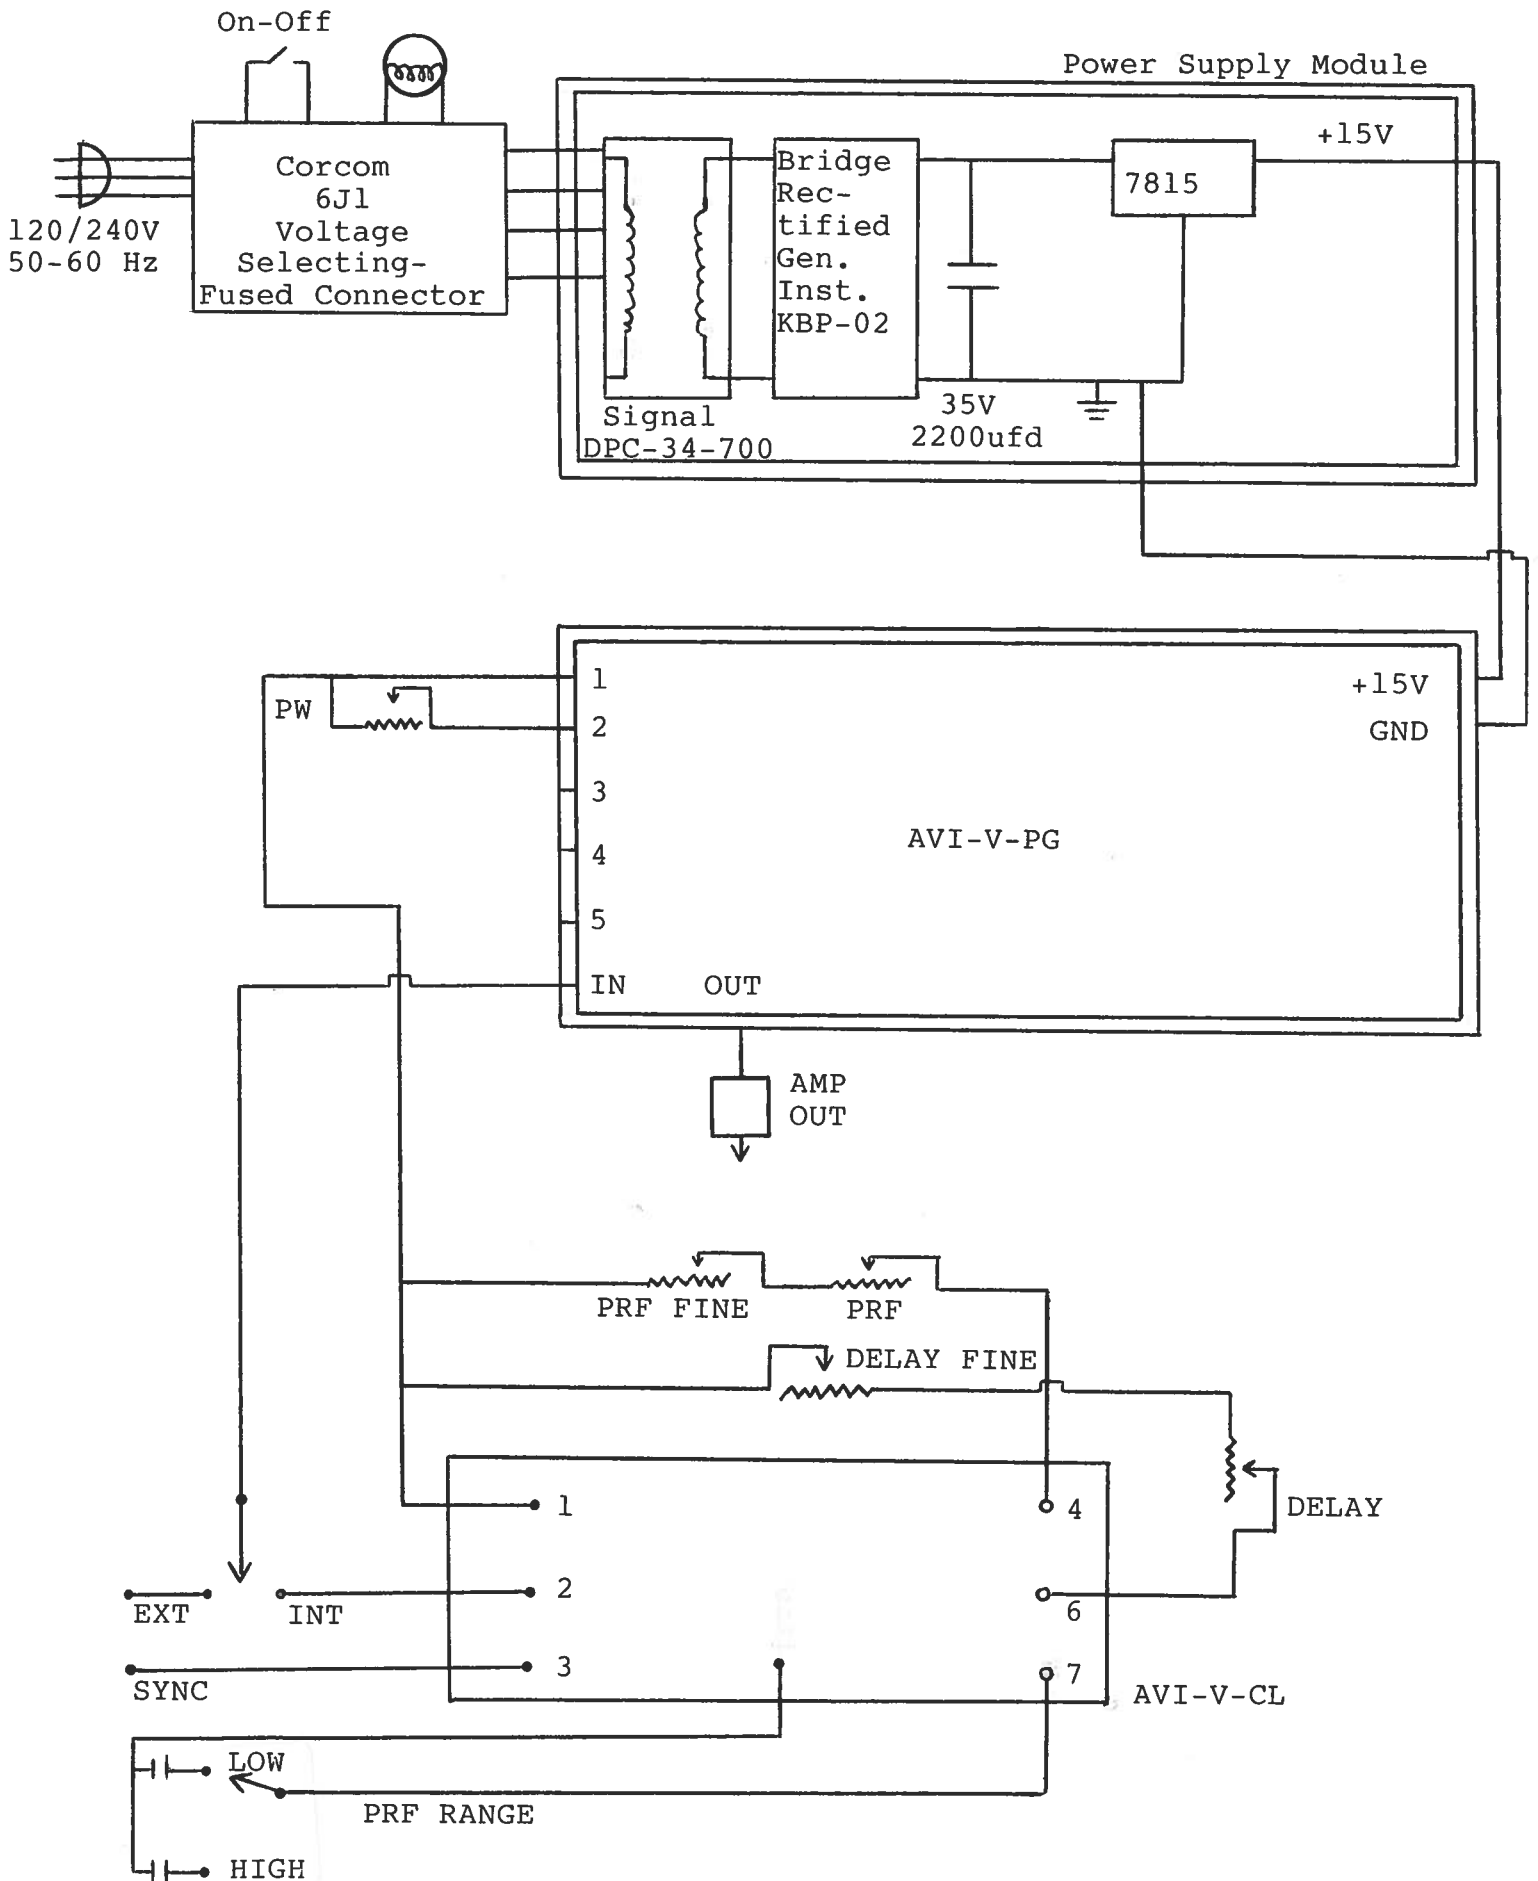 On-Off
Power Supply Module
120/240V
50-60 Hz
Corcom
6J1
Voltage
Selecting-
Fused Connector
Signal
DPC-34-700
Bridge
Rec-
tified
Gen.
Inst.
KBP-02
35V
2200ufd
7815
+15V
PW
1
2
3
4
5
IN
OUT
AVI-V-PG
+15V
GND
AMP
OUT
PRF FINE
PRF
DELAY FINE
DELAY
1
2
3
4
6
7
EXT
INT
SYNC
AVI-V-CL
LOW
PRF RANGE
HIGH